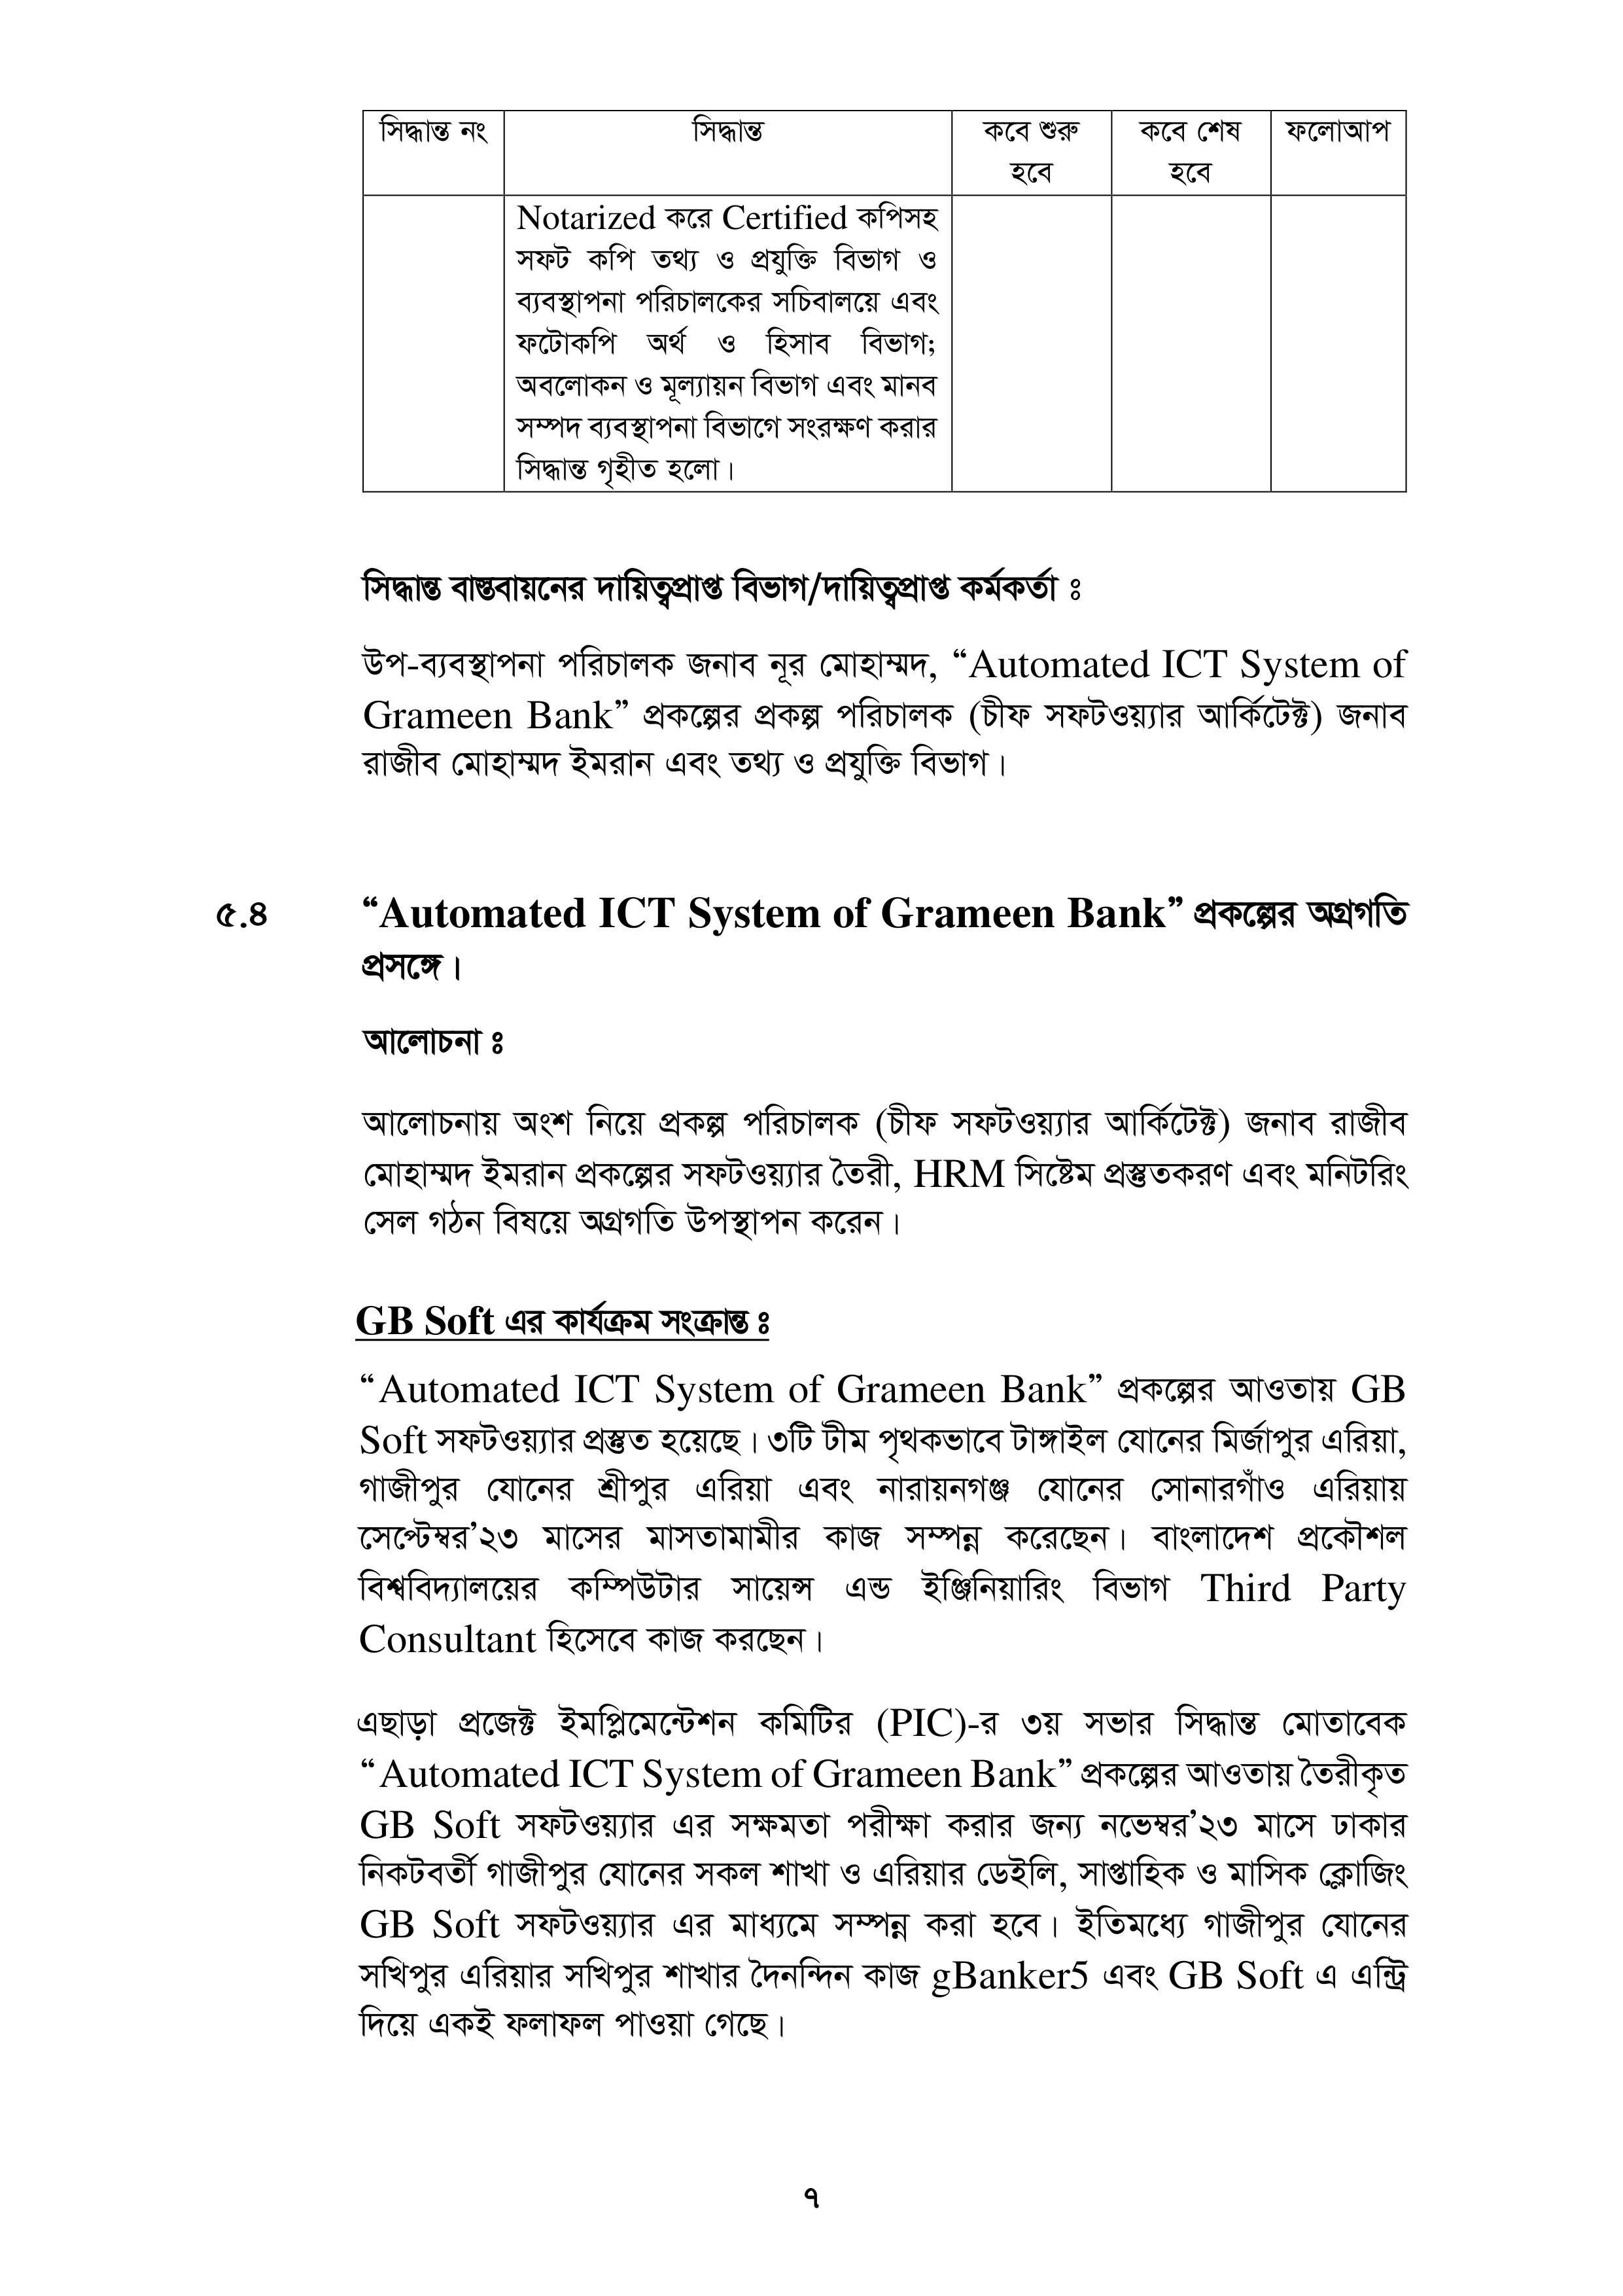 সিদ্ধান্ত নং সিদ্ধান্ত কবে শুরু হবে কবে শেষ হবে ফলোআপ
Notarized করে Certified কপিসহ
সফট কপি তথ্য ও প্রযুক্তি বিভাগ ও
ব্যবস্থাপনা পরিচালকের সচিবালয়ে এবং
ফটোকপি অর্থ ও হিসাব বিভাগ;
অবলোকন ও মূল্যায়ন বিভাগ এবং মানব
সম্পদ ব্যবস্থাপনা বিভাগে সংরক্ষণ করার
সিদ্ধান্ত গৃহীত হলো।
সিদ্ধান্ত বাস্তবায়নের দায়িত্বপ্রাপ্ত বিভাগ/দায়িত্বপ্রাপ্ত কর্মকর্তা ঃ
উপ-ব্যবস্থাপনা পরিচালক জনাব নূর মোহাম্মদ, “Automated ICT System of
Grameen Bank” প্রকল্পের প্রকল্প পরিচালক (চীফ সফটওয়্যার আর্কিটেক্ট) জনাব
রাজীব মোহাম্মদ ইমরান এবং তথ্য ও প্রযুক্তি বিভাগ।
৫.৪ “Automated ICT System of Grameen Bank” প্রকল্পের অগ্রগতি
প্রসঙ্গে।
আলোচনা ঃ
আলোচনায় অংশ নিয়ে প্রকল্প পরিচালক (চীফ সফটওয়্যার আর্কিটেক্ট) জনাব রাজীব
মোহাম্মদ ইমরান প্রকল্পের সফটওয়্যার তৈরী, HRM সিস্টেম প্রস্তুতকরণ এবং মনিটরিং
সেল গঠন বিষয়ে অগ্রগতি উপস্থাপন করেন।
GB Soft এর কার্যক্রম সংক্রান্ত ঃ
“Automated ICT System of Grameen Bank” প্রকল্পের আওতায় GB
Soft সফটওয়্যার প্রস্তুত হয়েছে। ৩টি টীম পৃথকভাবে টাঙ্গাইল যোনের মির্জাপুর এরিয়া,
গাজীপুর যোনের শ্রীপুর এরিয়া এবং নারায়নগঞ্জ যোনের সোনারগাঁও এরিয়ায়
সেপ্টেম্বর’২৩ মাসের মাসতামামীর কাজ সম্পন্ন করেছেন। বাংলাদেশ প্রকৌশল
বিশ্ববিদ্যালয়ের কম্পিউটার সায়েন্স এন্ড ইঞ্জিনিয়ারিং বিভাগ Third Party
Consultant হিসেবে কাজ করছেন।
এছাড়া প্রজেক্ট ইমপ্লিমেন্টেশন কমিটির (PIC)-র ৩য় সভার সিদ্ধান্ত মোতাবেক
“Automated ICT System of Grameen Bank” প্রকল্পের আওতায় তৈরীকৃত
GB Soft সফটওয়্যার এর সক্ষমতা পরীক্ষা করার জন্য নভেম্বর’২৩ মাসে ঢাকার
নিকটবর্তী গাজীপুর যোনের সকল শাখা ও এরিয়ার ডেইলি, সাপ্তাহিক ও মাসিক ক্লোজিং
GB Soft সফটওয়্যার এর মাধ্যমে সম্পন্ন করা হবে। ইতিমধ্যে গাজীপুর যোনের
সখিপুর এরিয়ার সখিপুর শাখার দৈনন্দিন কাজ gBanker5 এবং GB Soft এ এন্ট্রি
দিয়ে একই ফলাফল পাওয়া গেছে।
৭